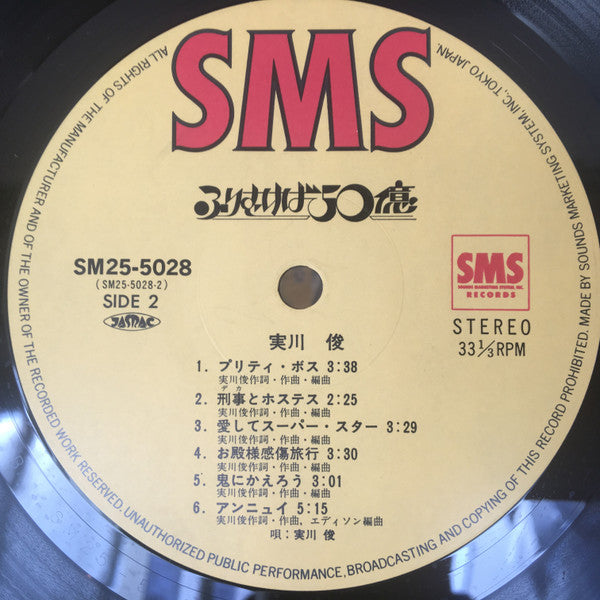 SMS
ふりむけば50億
SM25-5028
(SM25-5028-2)
SIDE 2
JASRAC
SMS
SOUNDS MARKETING SYSTEM, INC.
RECORDS
STEREO
33 1/3 RPM
実川 俊
1. プリティ・ボス 3:38
実川俊作詞・作曲・編曲
デカ
2. 刑事とホステス 2:25
実川俊作詞・作曲・編曲
3. 愛してスーパー・スター 3:29
実川俊作詞・作曲・編曲
4. お殿様感傷旅行 3:30
実川俊作詞・作曲・編曲
5. 鬼にかえろう 3:01
実川俊作詞・作曲・編曲
6. アンニュイ 5:15
実川俊作詞・作曲、エディソン編曲
唄：実川 俊
ALL RIGHTS OF THE MANUFACTURER AND OF THE OWNER OF THE RECORDED WORK RESERVED. UNAUTHORIZED PUBLIC PERFORMANCE, BROADCASTING AND COPYING OF THIS RECORD PROHIBITED. MADE BY SOUNDS MARKETING SYSTEM, INC, TOKYO JAPAN.